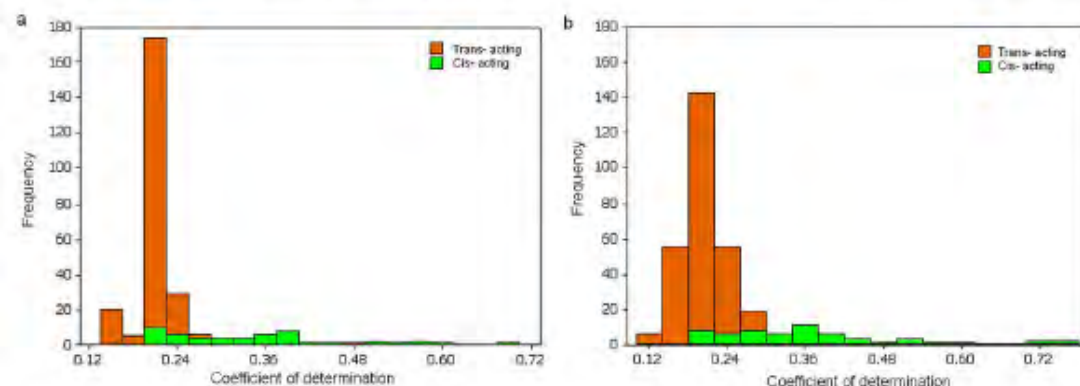 a
180
160
140
120
100
80
60
40
20
0
Frequency
Trans- acting
Cis- acting
0.12 0.24 0.36 0.48 0.60 0.72
Coefficient of determination
b
180
160
140
120
100
80
60
40
20
0
Frequency
Trans- acting
Cis- acting
0.12 0.24 0.36 0.48 0.60 0.72
Coefficient of determination